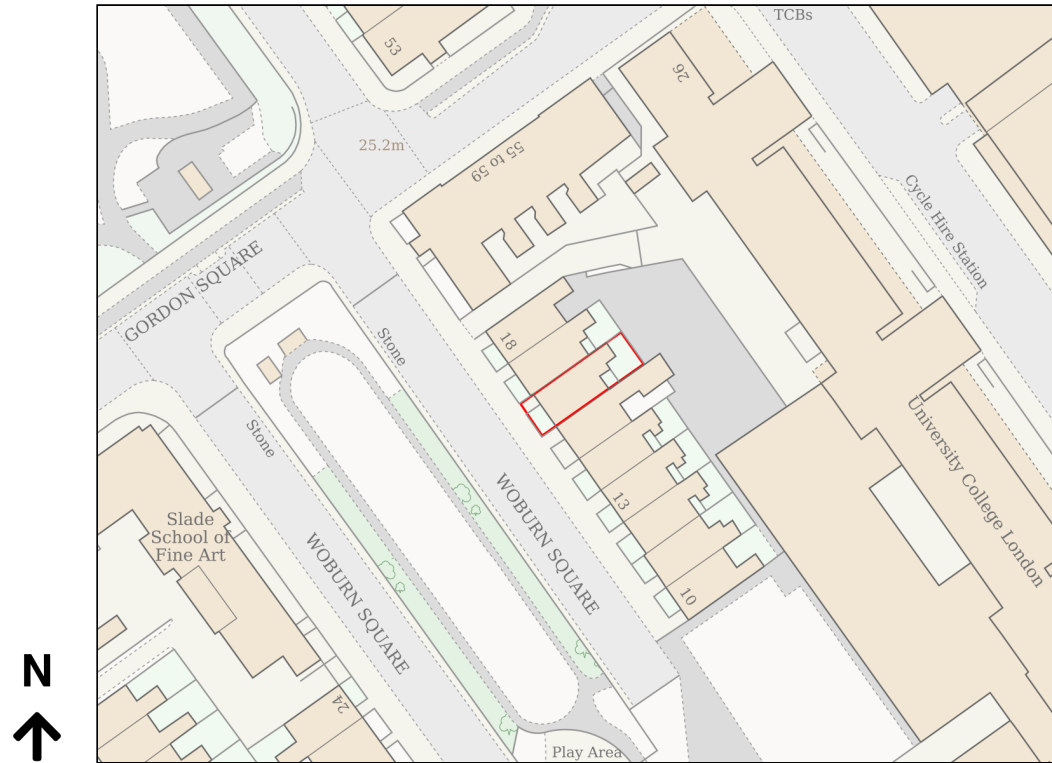 TCBs
53
26
25.2m
55 to 59
Cycle Hire Station
GORDON SQUARE
Stone
18
Stone
University College London
WOBURN SQUARE
13
Slade
School of
Fine Art
WOBURN SQUARE
10
N
24
Play Area